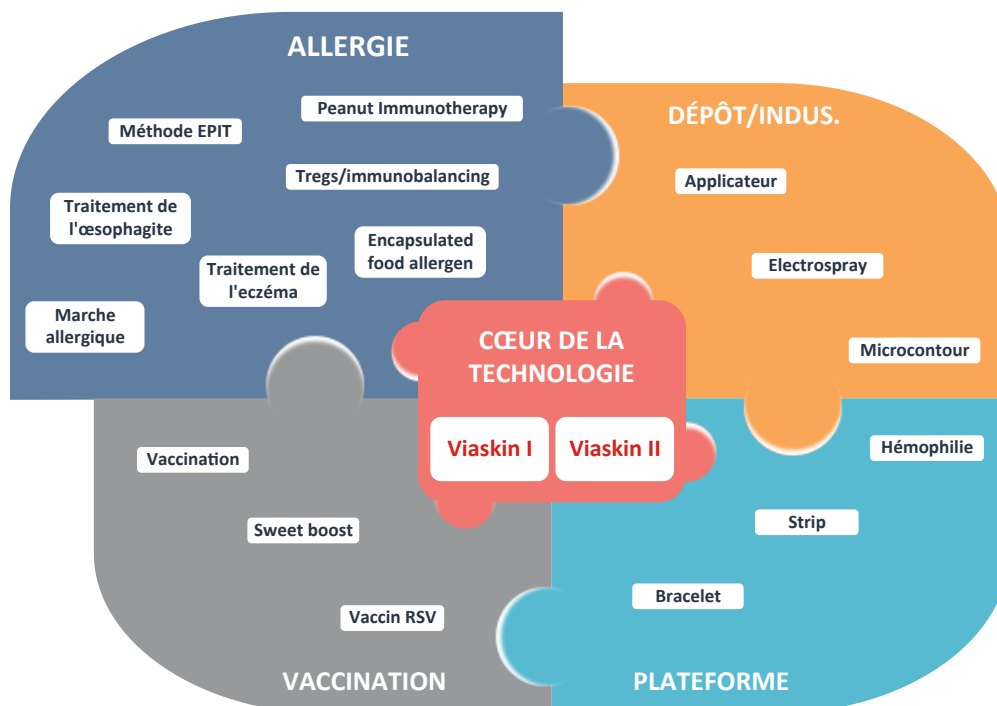 ALLERGIE
Peanut Immunotherapy
Méthode EPIT
Tregs/immunobalancing
Traitement de
l'œsophagite
Encapsulated
food allergen
Traitement de
l'eczéma
Marche
allergique
DÉPÔT/INDUS.
Applicateur
Electrospray
Microcontour
CŒUR DE LA
TECHNOLOGIE
Viaskin I
Viaskin II
Vaccination
Sweet boost
Vaccin RSV
VACCINATION
Hémophilie
Strip
Bracelet
PLATEFORME